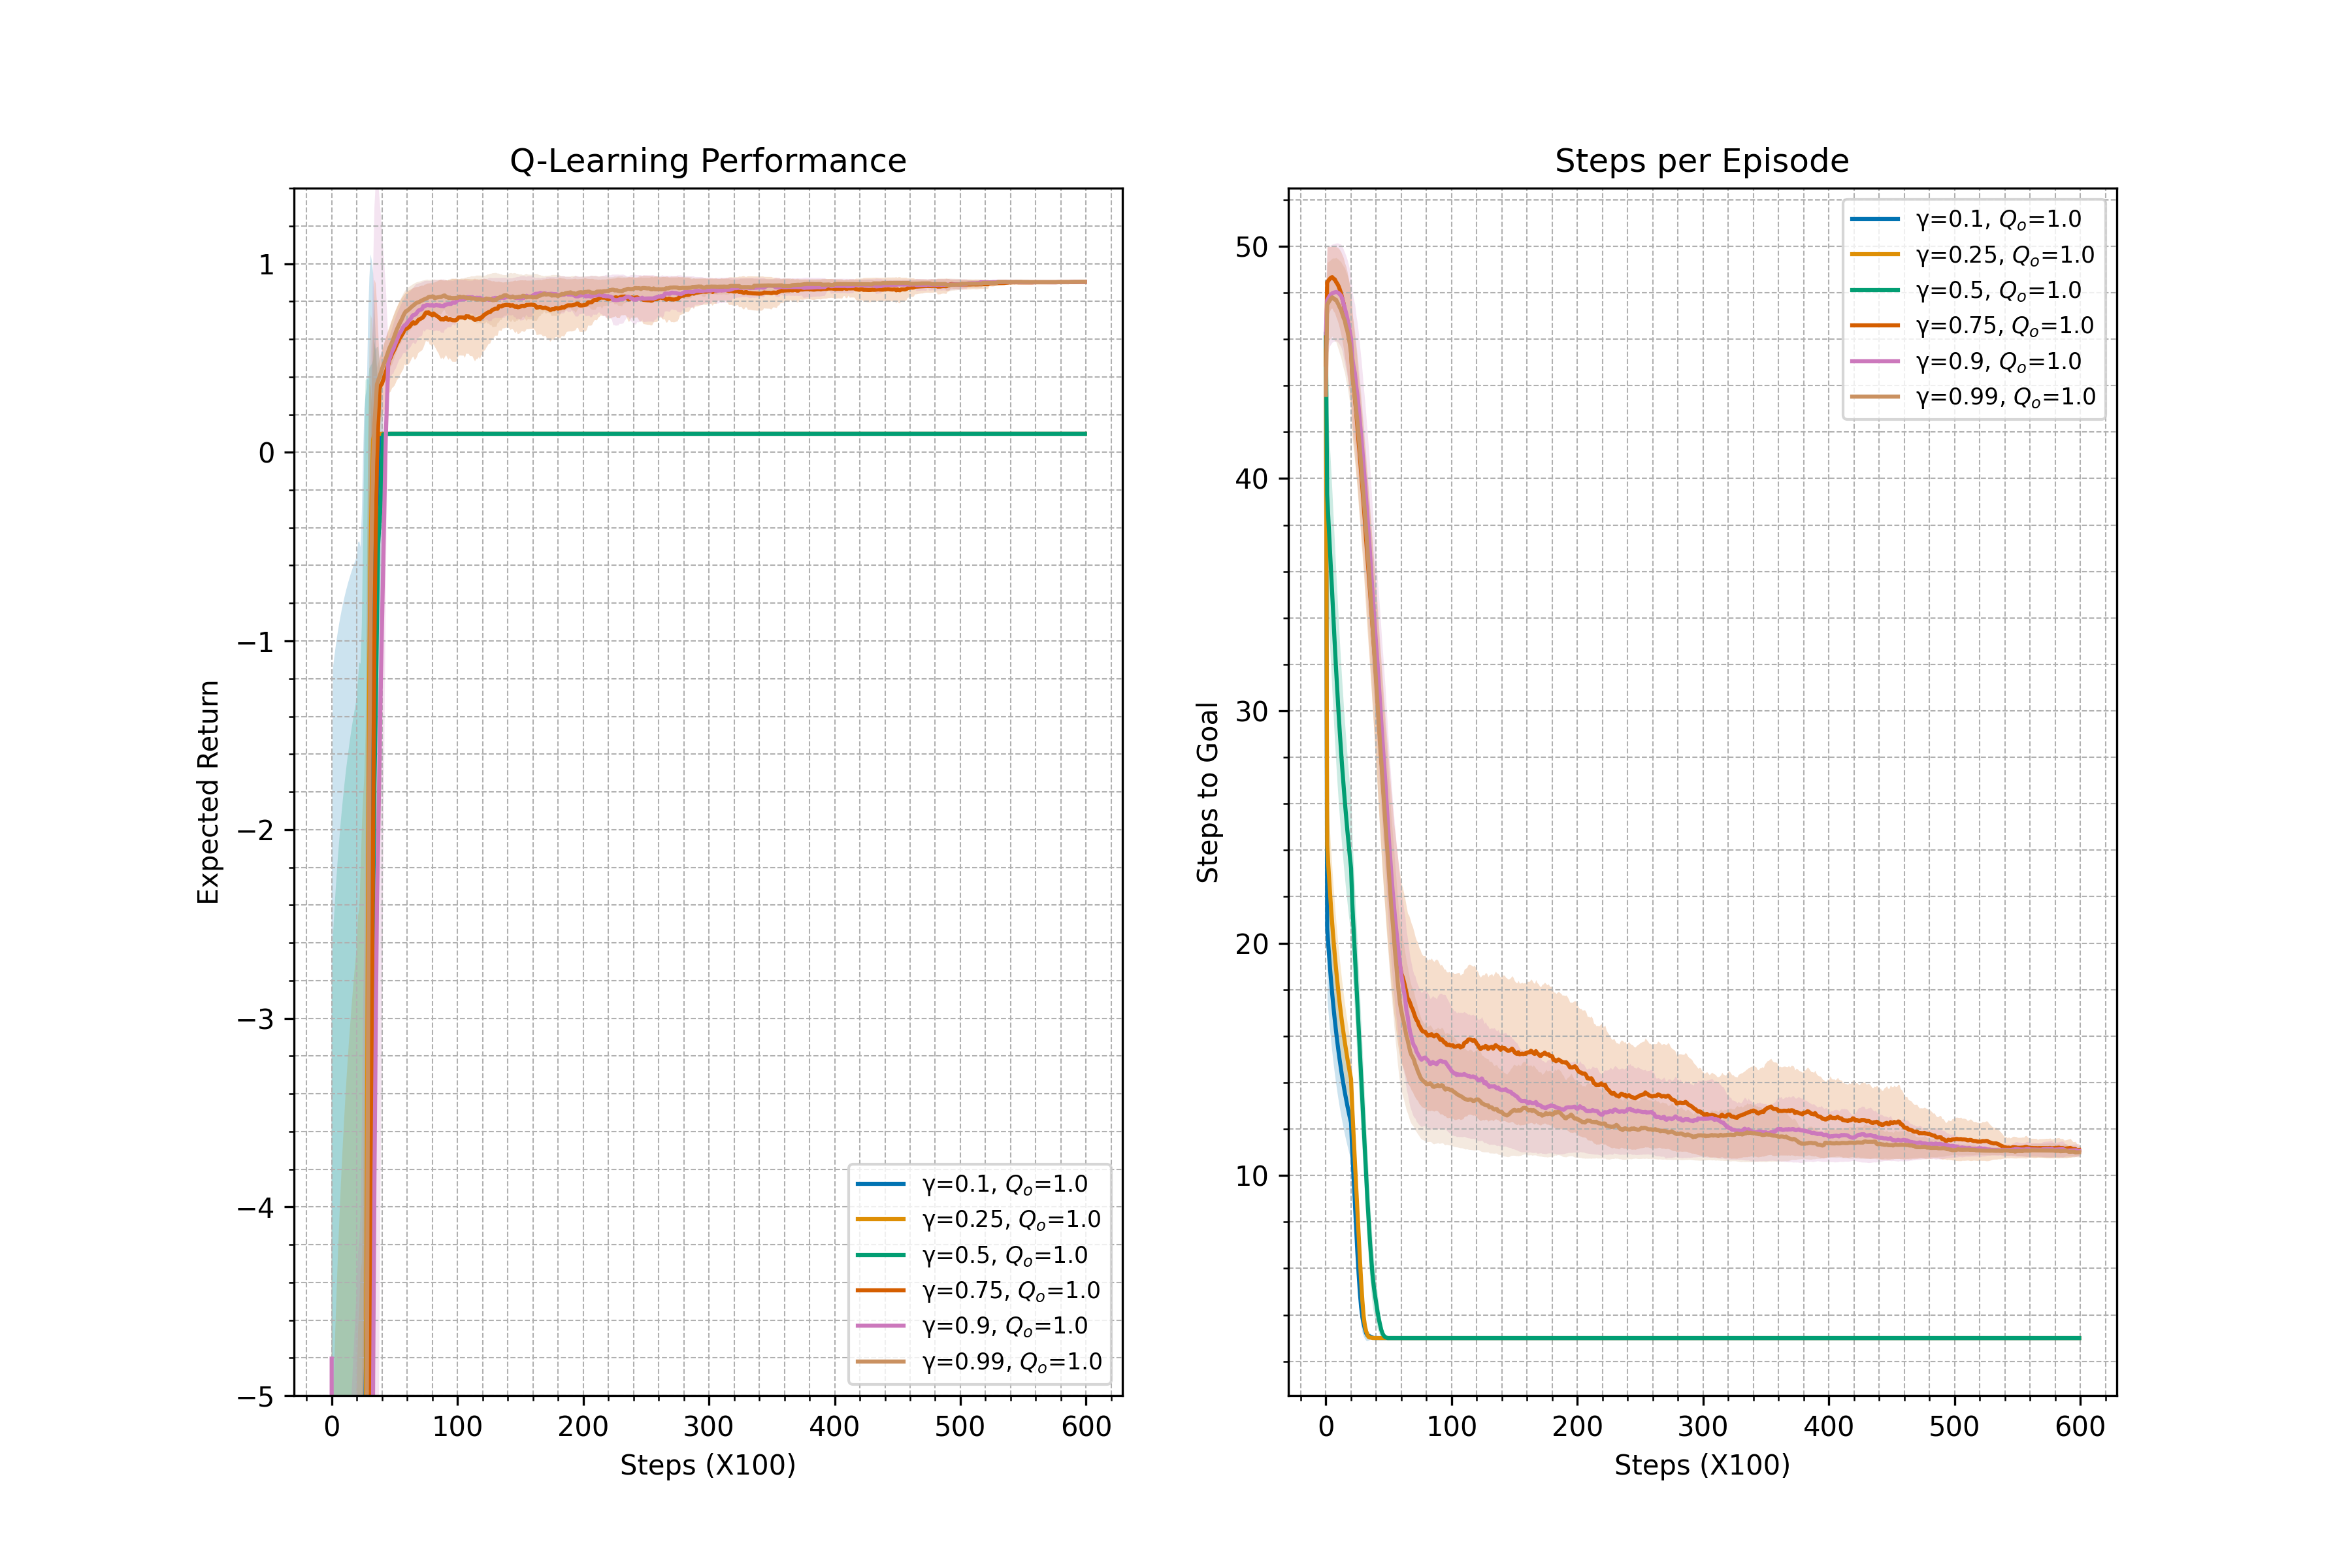 Q-Learning Performance
Expected Return
1
0
−1
−2
−3
−4
−5
0 100 200 300 400 500 600
Steps (X100)
γ=0.1, Qₒ=1.0
γ=0.25, Qₒ=1.0
γ=0.5, Qₒ=1.0
γ=0.75, Qₒ=1.0
γ=0.9, Qₒ=1.0
γ=0.99, Qₒ=1.0
Steps per Episode
Steps to Goal
50
40
30
20
10
0 100 200 300 400 500 600
Steps (X100)
γ=0.1, Qₒ=1.0
γ=0.25, Qₒ=1.0
γ=0.5, Qₒ=1.0
γ=0.75, Qₒ=1.0
γ=0.9, Qₒ=1.0
γ=0.99, Qₒ=1.0